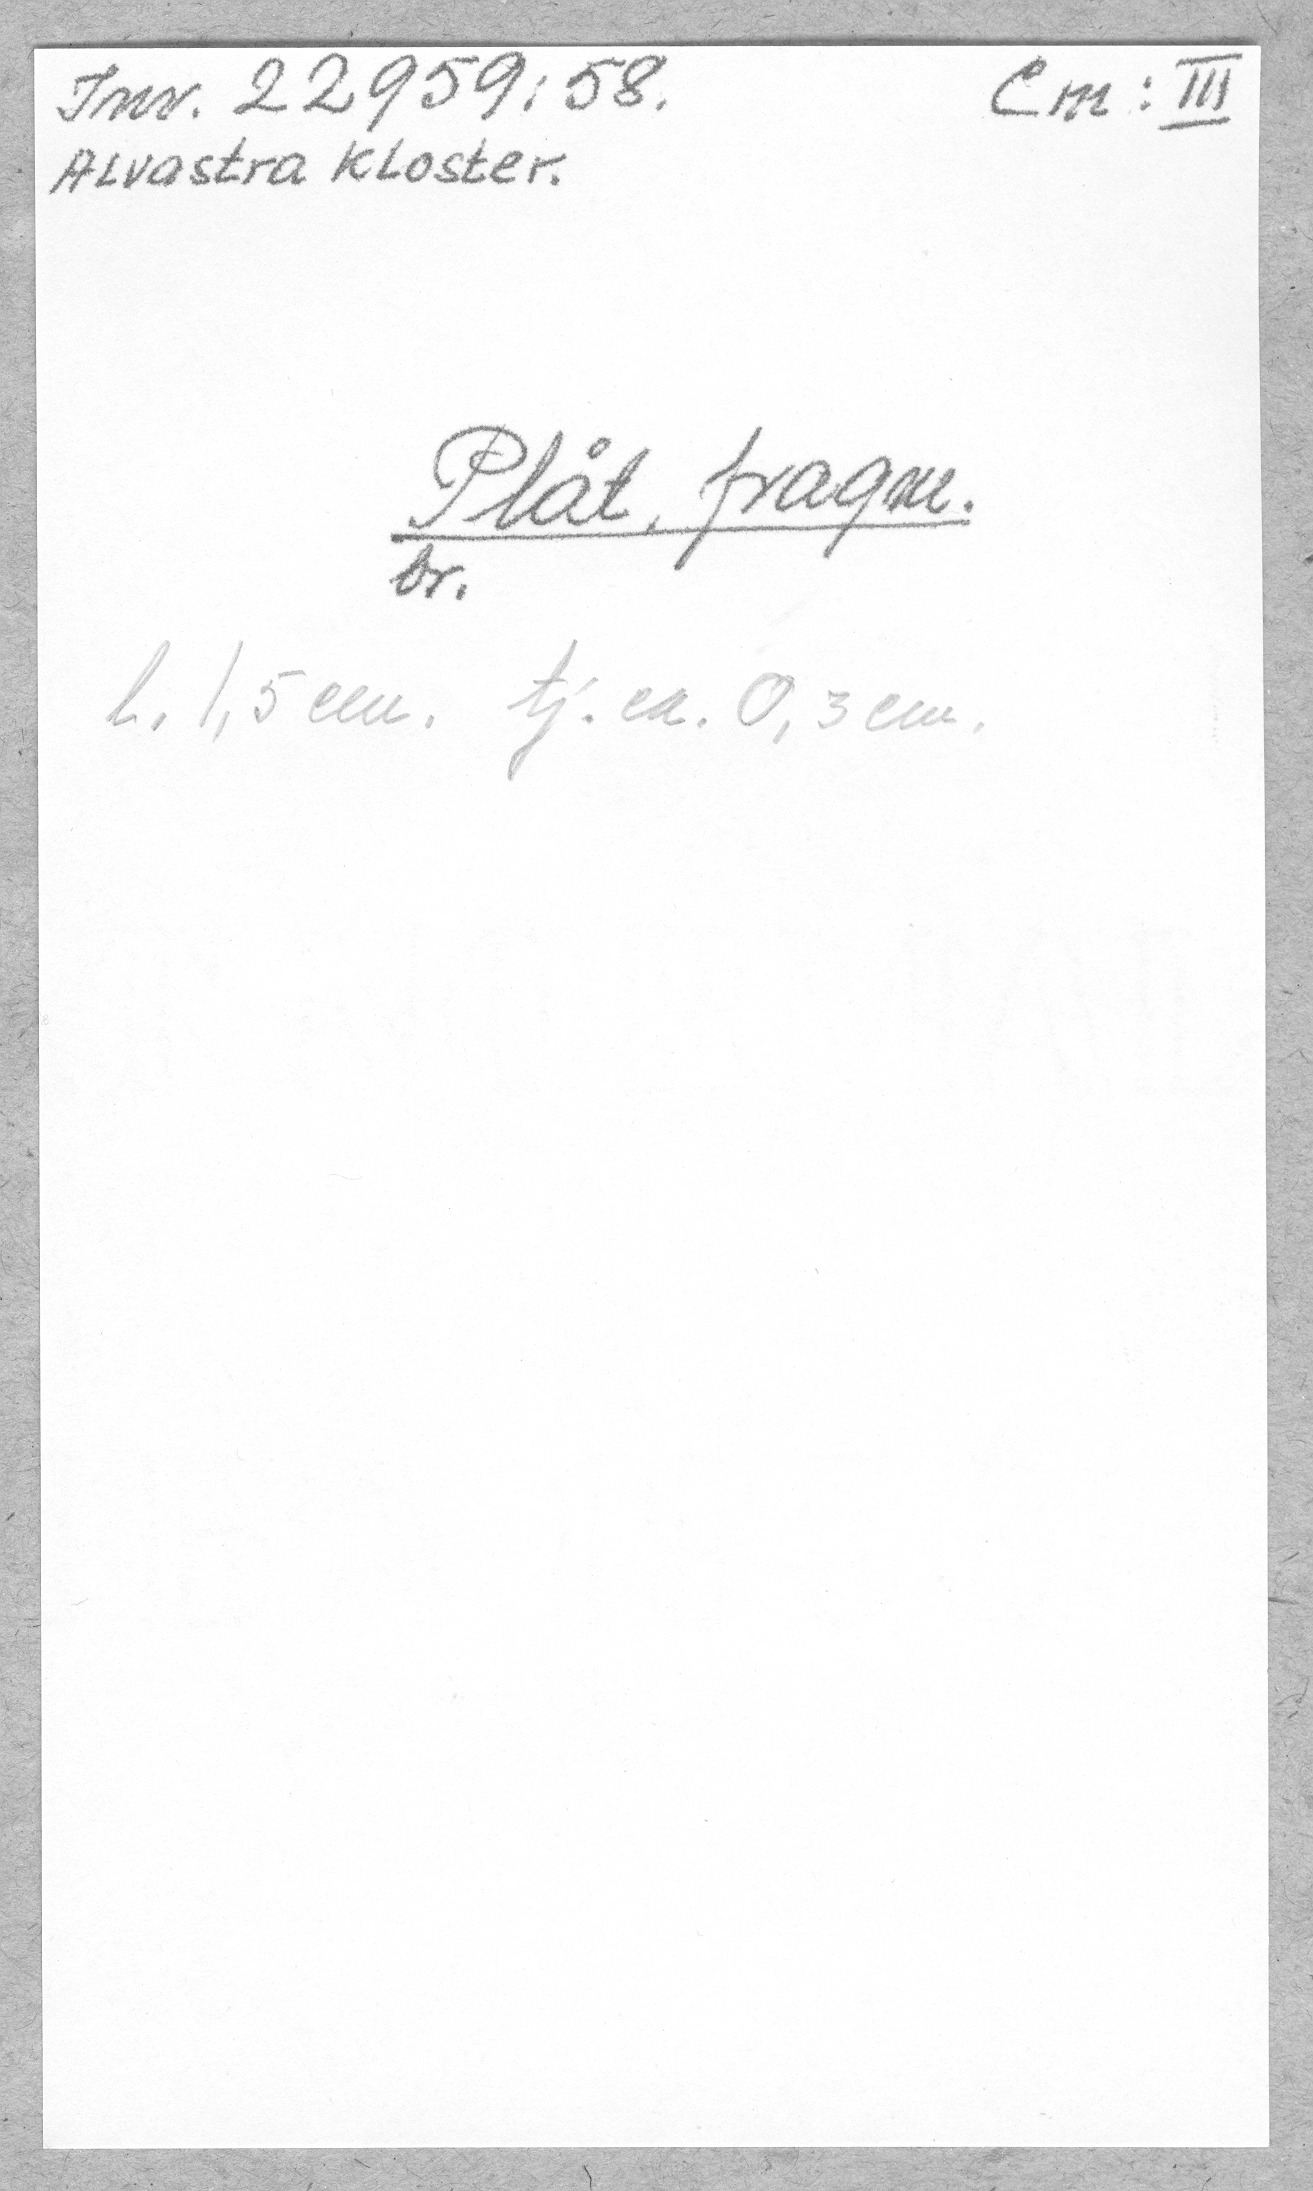 Inv. 22959:58. Cm: III
Alvastra Kloster.
Plåt, fragm.
br.
l. 1,5 cm. tj. ca. 0,3 cm.